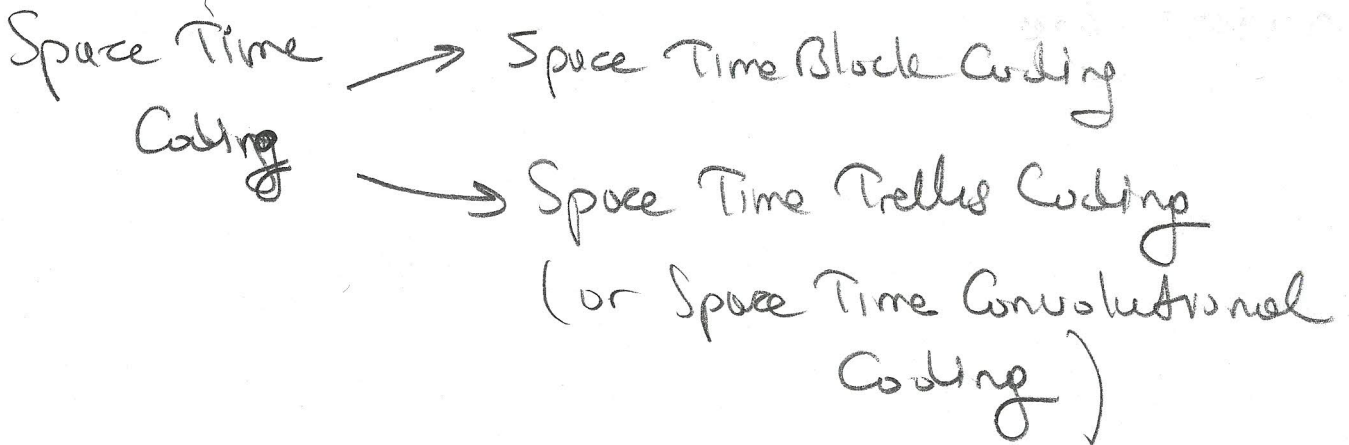 Space Time
Coding
Space Time Block Coding
Space Time Trellis Coding
(or Space Time Convolutional
Coding)